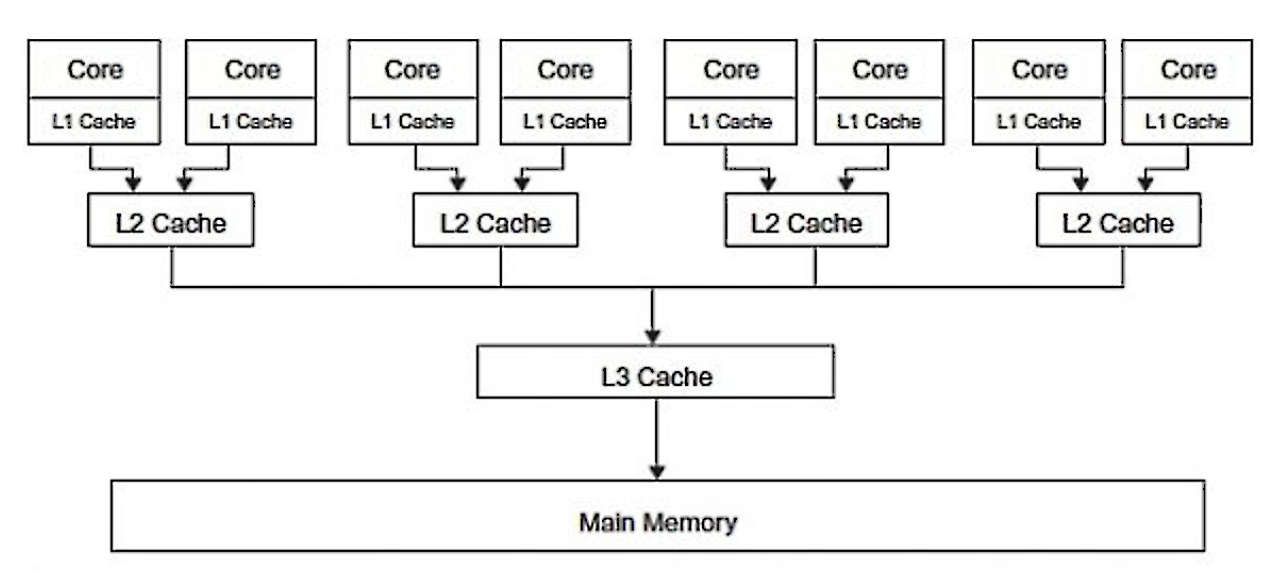 Core Core Core Core Core Core Core Core
L1 Cache L1 Cache L1 Cache L1 Cache L1 Cache L1 Cache L1 Cache L1 Cache
L2 Cache L2 Cache L2 Cache L2 Cache
L3 Cache
Main Memory